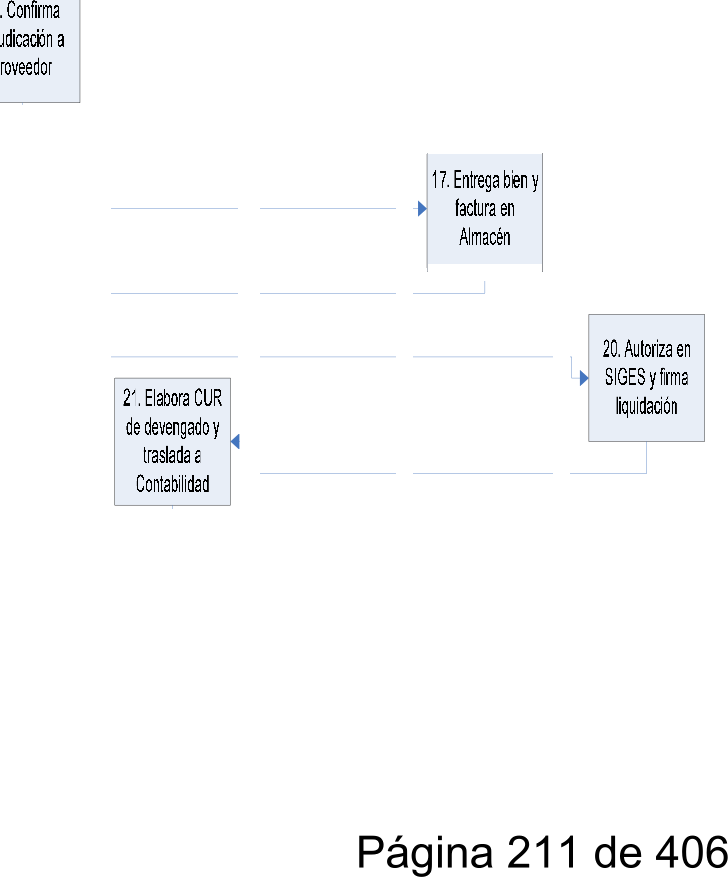 . Confirma
udicación a
roveedor
17. Entrega bien y
factura en
Almacén
20. Autoriza en
SIGES y firma
liquidación
21. Elabora CUR
de devengado y
traslada a
Contabilidad
Página 211 de 406